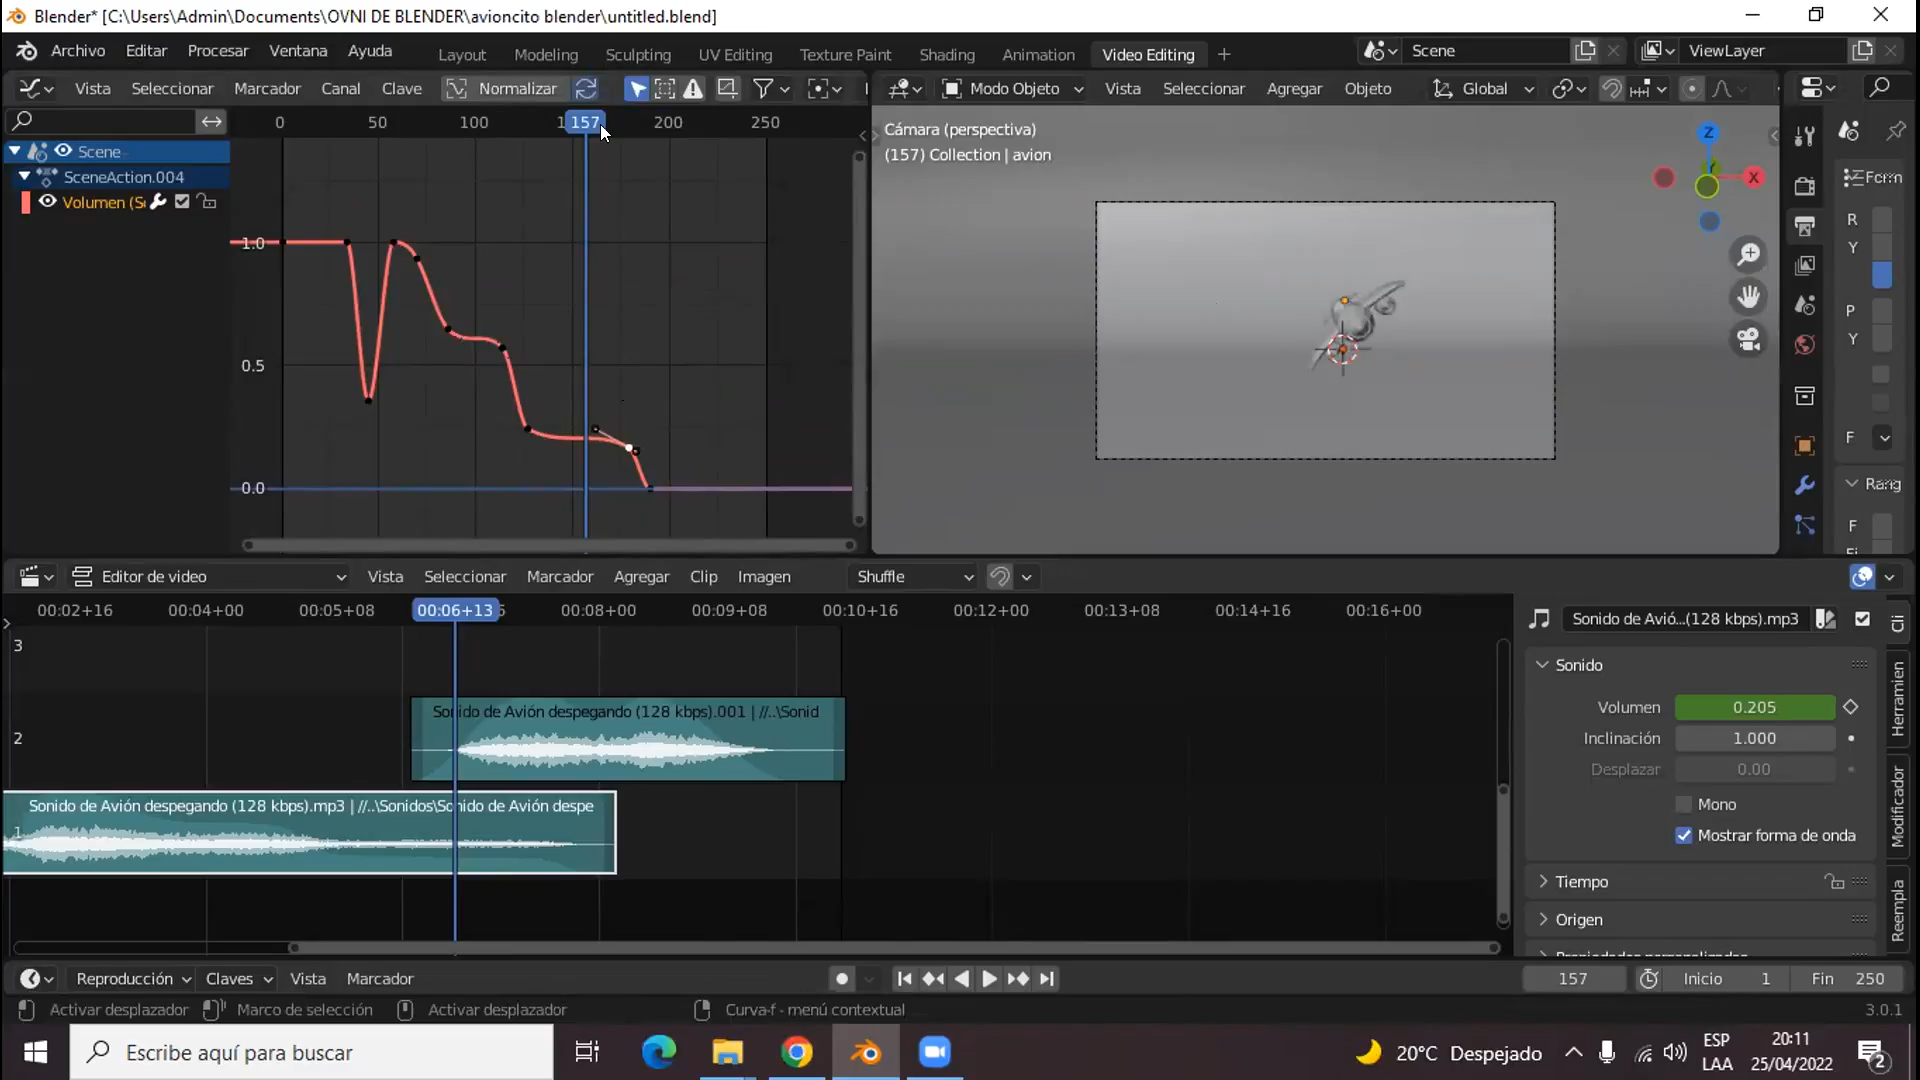 Blender* [C:\Users\Admin\Documents\OVNI DE BLENDER\avioncito blender\untitled.blend]
Archivo Editar Procesar Ventana Ayuda Layout Modeling Sculpting UV Editing Texture Paint Shading Animation Video Editing + Scene ViewLayer
Vista Seleccionar Marcador Canal Clave Normalizar
Modo Objeto Vista Seleccionar Agregar Objeto Global
0 50 100 157 200 250
Scene
SceneAction.004
Volumen (S
1.0
0.5
0.0
Cámara (perspectiva)
(157) Collection | avion
Z
Y
X
Form
R
Y
P
Y
F
Rang
F
Editor de video Vista Seleccionar Marcador Agregar Clip Imagen Shuffle
00:02+16 00:04+00 00:05+08 00:06+13 00:08+00 00:09+08 00:10+16 00:12+00 00:13+08 00:14+16 00:16+00
3
2
1
Sonido de Avión despegando (128 kbps).001 | //..\Sonid
Sonido de Avión despegando (128 kbps).mp3 | //..\Sonidos\Sonido de Avión despe
Sonido de Avió...(128 kbps).mp3
Sonido
Volumen 0.205
Inclinación 1.000
Desplazar 0.00
Mono
Mostrar forma de onda
Tiempo
Origen
Cli
Herramien
Modificador
Reempla
Reproducción Claves Vista Marcador
157 Inicio 1 Fin 250
Activar desplazador Marco de selección Activar desplazador Curva-f - menú contextual 3.0.1
Escribe aquí para buscar
20°C Despejado
ESP
LAA
20:11
25/04/2022
2